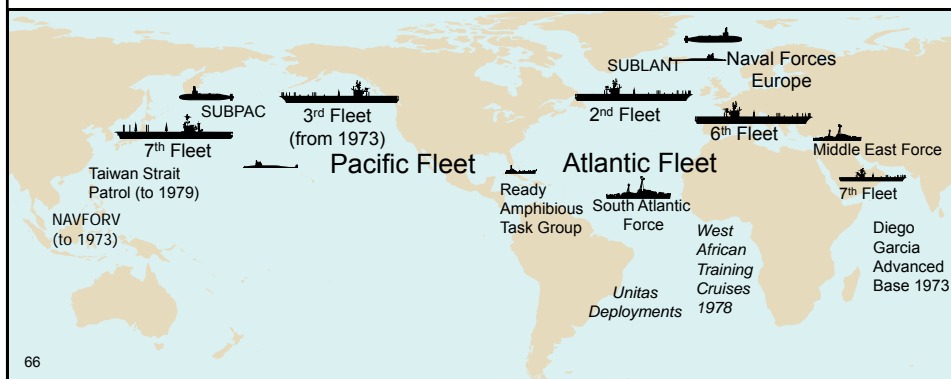 SUBLANT
Naval Forces
Europe
SUBPAC
3rd Fleet
(from 1973)
2nd Fleet
6th Fleet
7th Fleet
Middle East Force
Pacific Fleet
Atlantic Fleet
Taiwan Strait
Patrol (to 1979)
Ready
Amphibious
Task Group
South Atlantic
Force
7th Fleet
NAVFORV
(to 1973)
West
African
Training
Cruises
1978
Diego
Garcia
Advanced
Base 1973
Unitas
Deployments
66